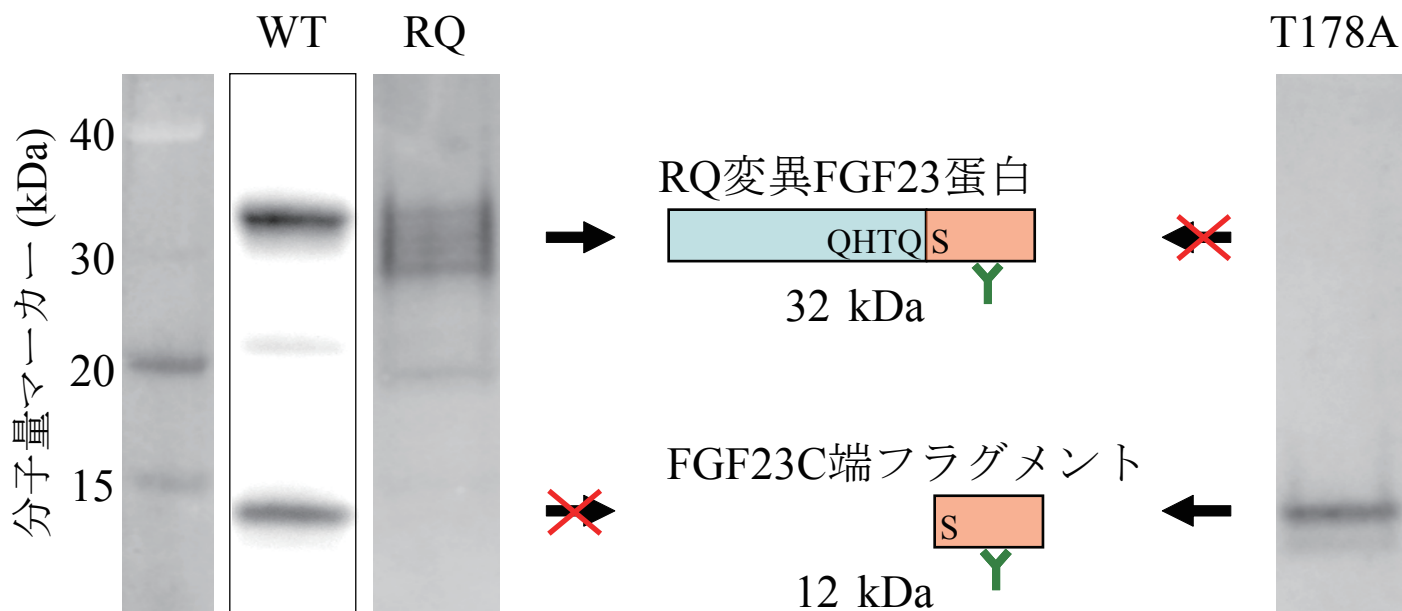 WT
RQ
T178A
分子量マーカー (kDa)
40
30
20
15
RQ変異FGF23蛋白
QHTQ
S
32 kDa
FGF23C端フラグメント
S
12 kDa